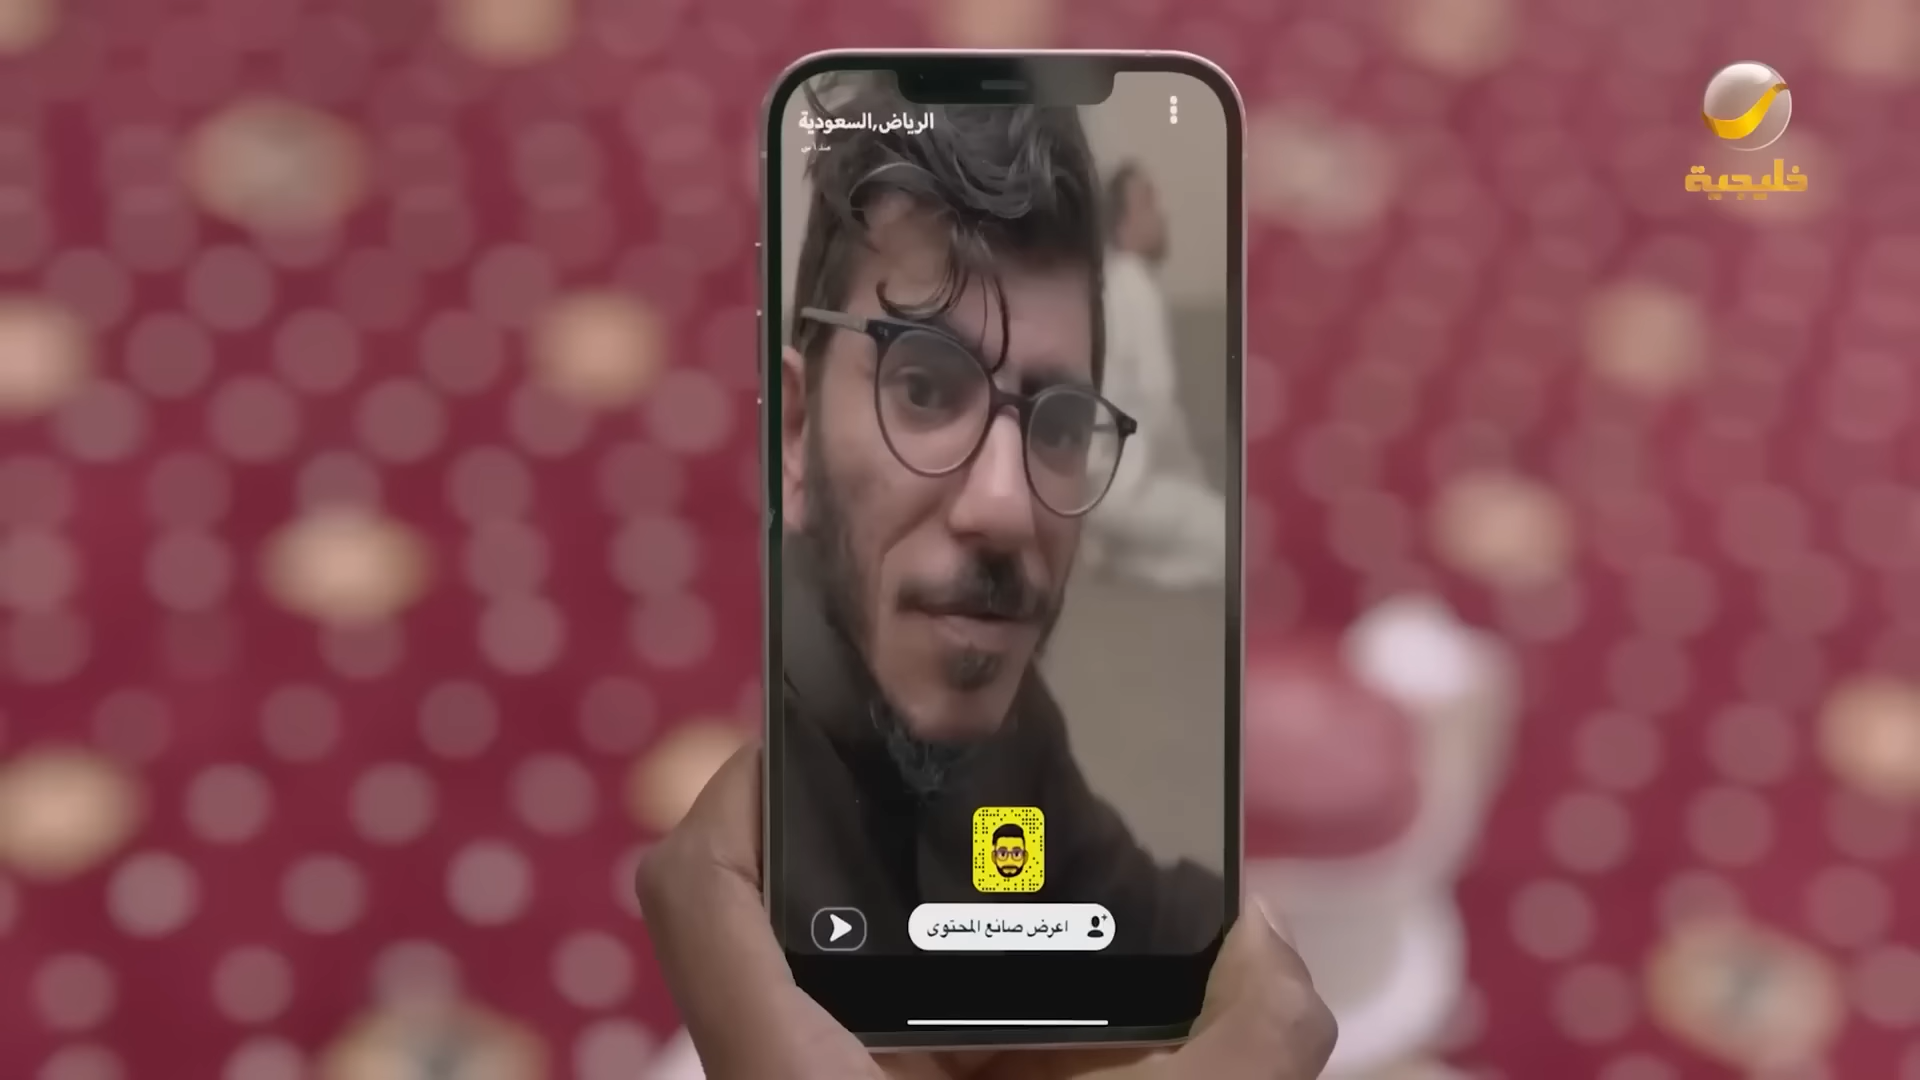 الرياض,السعودية
خليجية
اعرض صانع المحتوى